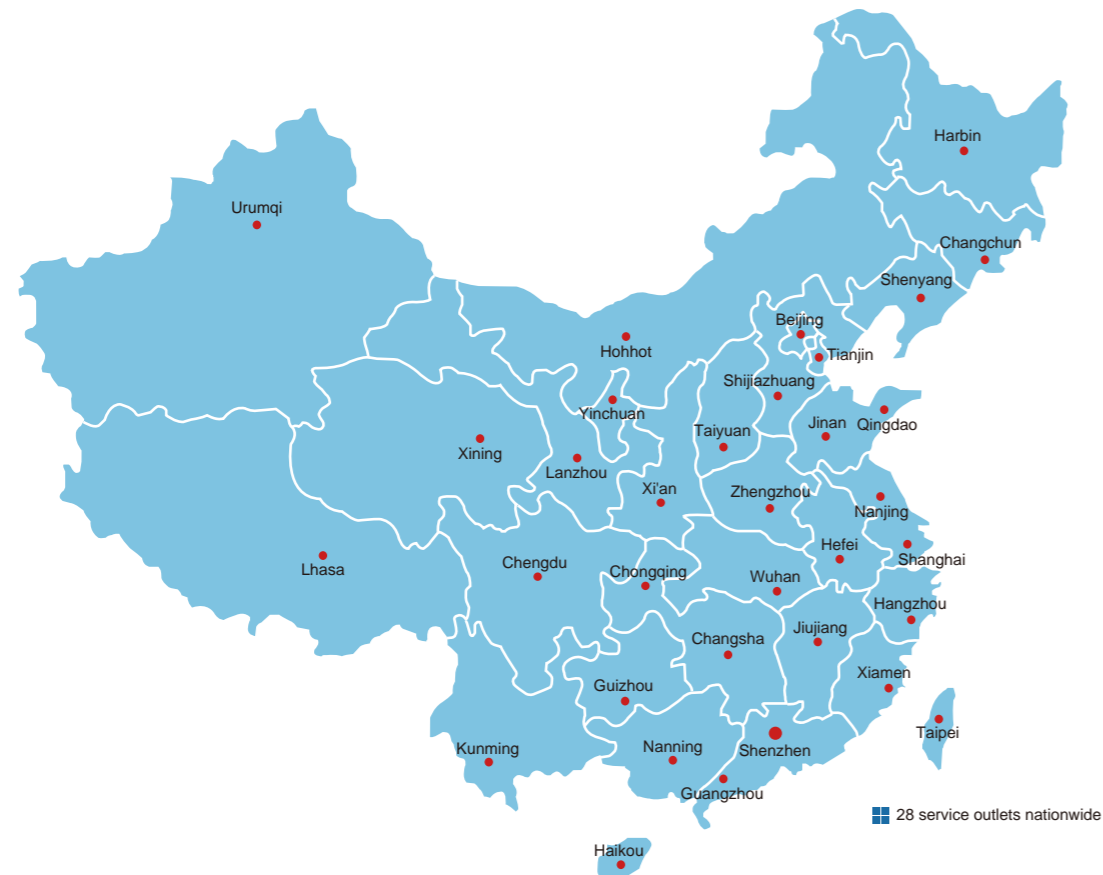 Harbin
Urumqi
Changchun
Shenyang
Beijing
Hohhot
Tianjin
Shijiazhuang
Yinchuan
Jinan
Qingdao
Taiyuan
Xining
Lanzhou
Xi'an
Zhengzhou
Nanjing
Hefei
Shanghai
Lhasa
Chengdu
Chongqing
Wuhan
Hangzhou
Changsha
Jiujiang
Xiamen
Guizhou
Taipei
Kunming
Nanning
Shenzhen
Guangzhou
28 service outlets nationwide
Haikou